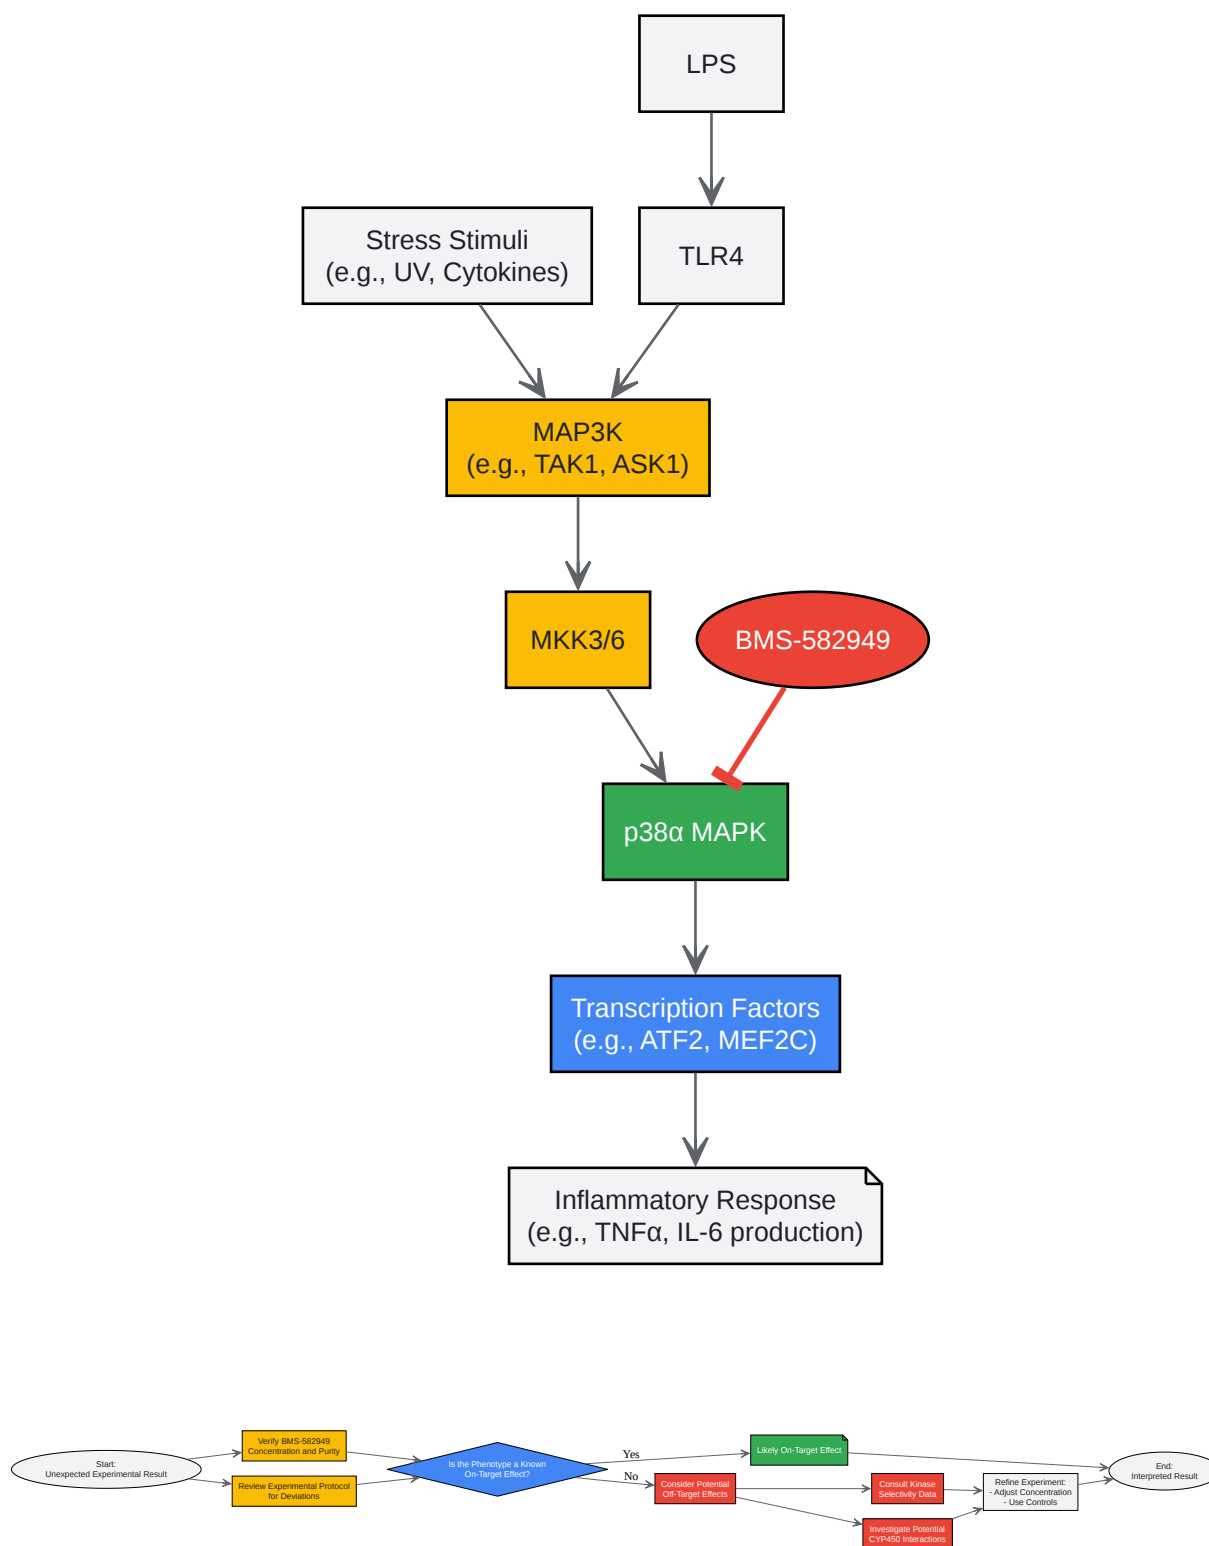 LPS
Stress Stimuli
(e.g., UV, Cytokines)
TLR4
MAP3K
(e.g., TAK1, ASK1)
MKK3/6
BMS-582949
p38α MAPK
Transcription Factors
(e.g., ATF2, MEF2C)
Inflammatory Response
(e.g., TNFα, IL-6 production)
Start:
Unexpected Experimental Result
Verify BMS-582949
Concentration and Purity
Review Experimental Protocol
for Deviations
Is the Phenotype a Known
On-Target Effect?
Yes
No
Likely On-Target Effect
Consider Potential
Off-Target Effects
Consult Kinase
Selectivity Data
Investigate Potential
CYP450 Interactions
Refine Experiment:
- Adjust Concentration
- Use Controls
End:
Interpreted Result